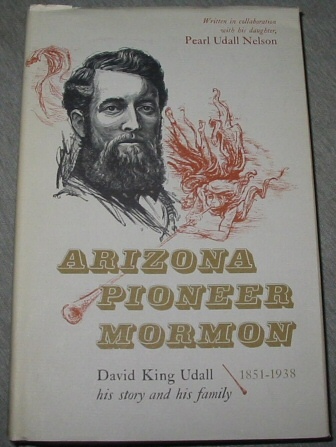 Written in collaboration
with his daughter,
Pearl Udall Nelson
ARIZONA
PIONEER
MORMON
David King Udall 1851-1938
his story and his family